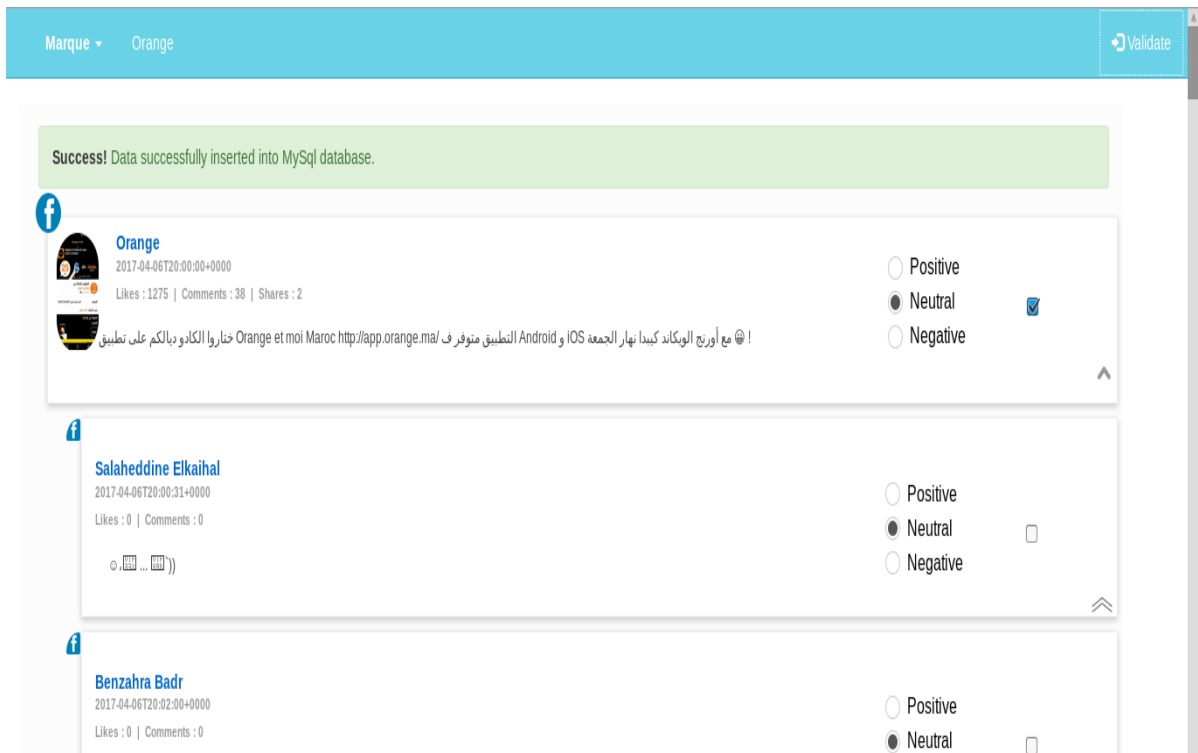 Marque
Orange
Validate
Success! Data successfully inserted into MySql database.
Orange
2017-04-06T20:00:00+0000
Likes : 1275 | Comments : 38 | Shares : 2
! 😀 مع أورنج الويكاند كيبدا نهار الجمعة iOS و Android التطبيق متوفر ف /Orange et moi Maroc http://app.orange.ma ختاروا الكادو ديالكم على تطبيق
Positive
Neutral
Negative
Salaheddine Elkaihal
2017-04-06T20:00:31+0000
Likes : 0 | Comments : 0
Positive
Neutral
Negative
Benzahra Badr
2017-04-06T20:02:00+0000
Likes : 0 | Comments : 0
Positive
Neutral